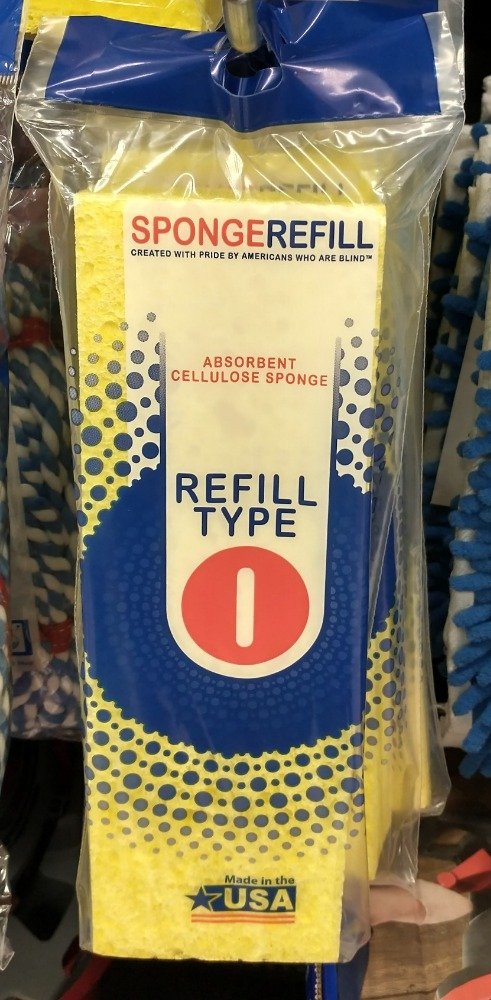 SPONGEREFILL
CREATED WITH PRIDE BY AMERICANS WHO ARE BLIND™
ABSORBENT
CELLULOSE SPONGE
REFILL
TYPE
I
Made in the
USA